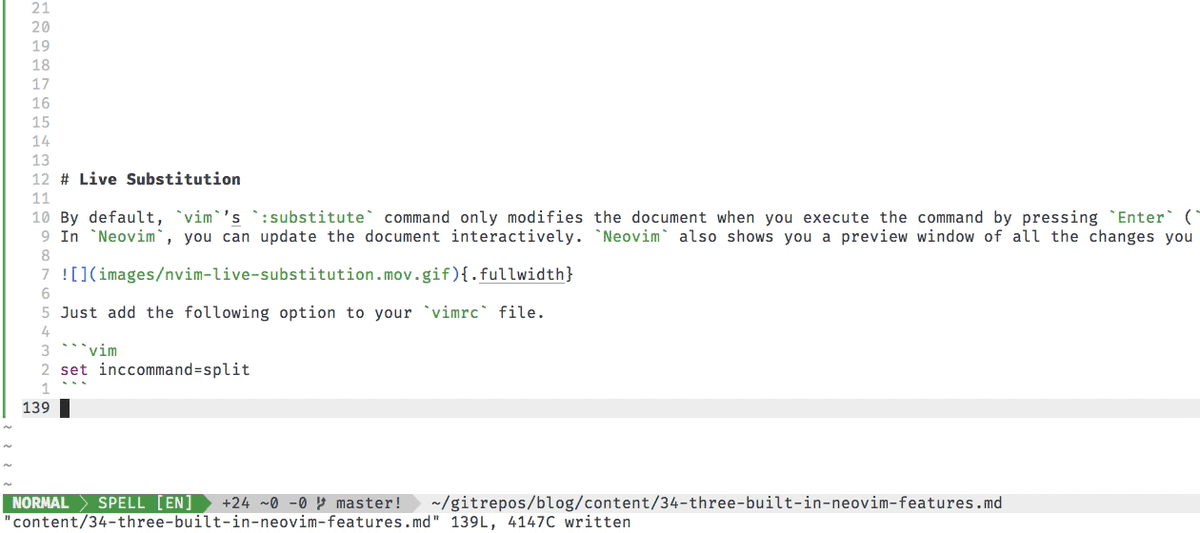 21
20
19
18
17
16
15
14
13
12 # Live Substitution
11
10 By default, `vim`'s `:substitute` command only modifies the document when you execute the command by pressing `Enter` (`
9 In `Neovim`, you can update the document interactively. `Neovim` also shows you a preview window of all the changes you
8
7 ![](images/nvim-live-substitution.mov.gif){.fullwidth}
6
5 Just add the following option to your `vimrc` file.
4
3 ```vim
2 set inccommand=split
1 ```
139
~
~
~
~
NORMAL SPELL [EN] +24 ~0 -0 master! ~/gitrepos/blog/content/34-three-built-in-neovim-features.md
"content/34-three-built-in-neovim-features.md" 139L, 4147C written